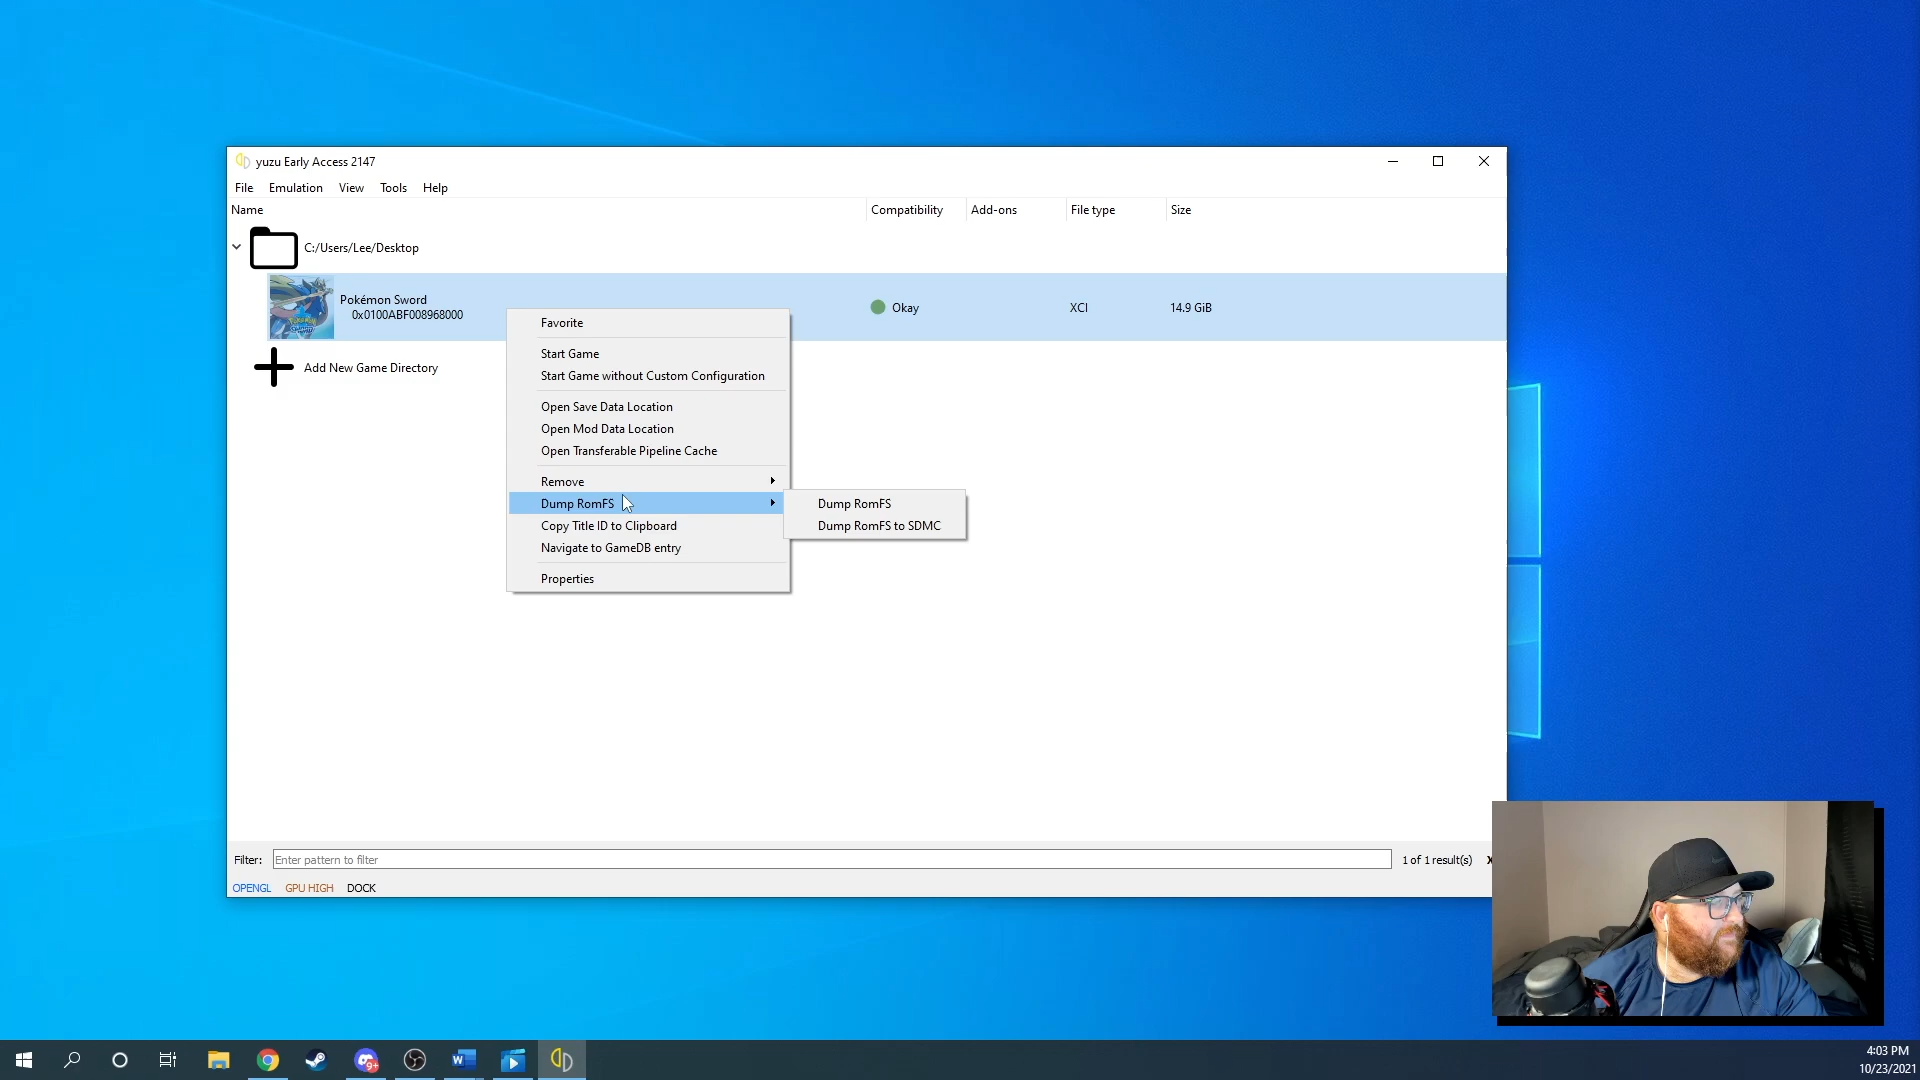 yuzu Early Access 2147
File Emulation View Tools Help
Name Compatibility Add-ons File type Size
C:/Users/Lee/Desktop
Pokémon Sword
0x0100ABF008968000
Okay XCI 14.9 GiB
Add New Game Directory
Favorite
Start Game
Start Game without Custom Configuration
Open Save Data Location
Open Mod Data Location
Open Transferable Pipeline Cache
Remove
Dump RomFS
Copy Title ID to Clipboard
Navigate to GameDB entry
Properties
Dump RomFS
Dump RomFS to SDMC
Filter: Enter pattern to filter 1 of 1 result(s) X
OPENGL GPU HIGH DOCK
9+
W
4:03 PM
10/23/2021